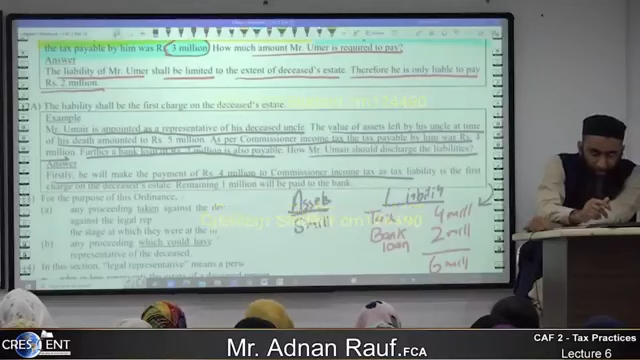 the tax payable by him was Rs. 3 million. How much amount Mr. Umer is required to pay?
Answer
The liability of Mr. Umer shall be limited to the extent of deceased's estate. Therefore he is only liable to pay
Rs. 2 million.
(2A) The liability shall be the first charge on the deceased's estate.
Example
Mr. Umair is appointed as a representative of his deceased uncle. The value of assets left by his uncle at time
of his death amounted to Rs. 5 million. As per Commissioner income tax the tax payable by him was Rs.
million. Further a bank loan of Rs. million is also payable. How Mr Umair should discharge the liabilities?
Answer
Firstly, he will make the payment of Rs. 4 million to Commissioner income tax as tax liability is the first
charge on the deceased's estate. Remaining 1 million will be paid to the bank.
For the purpose of this Ordinance,
(a) any proceeding taken against the de
against the legal rep
the stage at which they were at the
(b) any proceeding which could have
representative of the deceased.
In this section, "legal representative" means a pers
Assets
5 mill
Liability
Tax 4 mill
Bank loan 2 mill
6 mill
CRESCENT
Mr. Adnan Rauf.FCA
CAF 2 - Tax Practices
Lecture 6